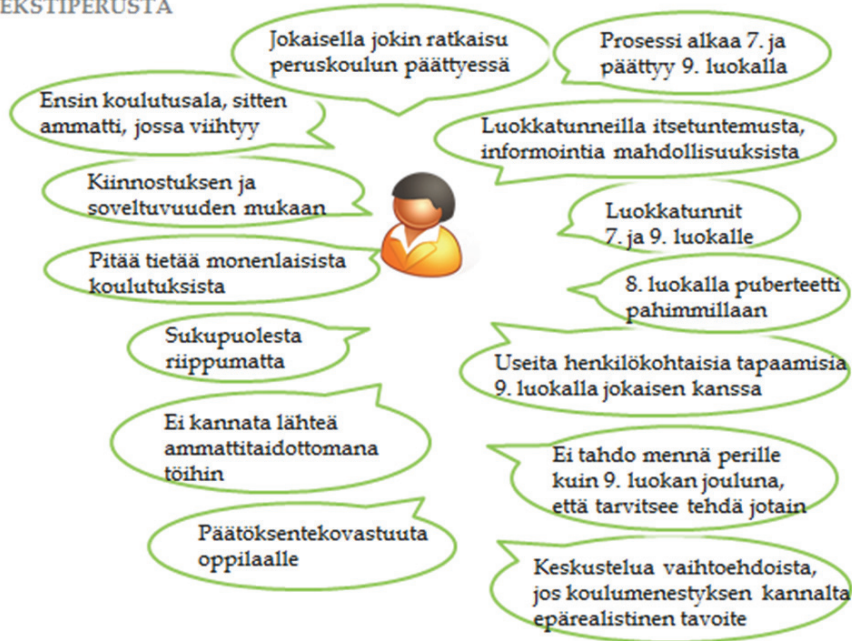 EKSTIPERUSTA
Jokaisella jokin ratkaisu
peruskoulun päättyessä
Prosessi alkaa 7. ja
päättyy 9. luokalla
Ensin koulutusala, sitten
ammatti, jossa viihtyy
Luokkatunneilla itsetuntemusta,
informointia mahdollisuuksista
Kiinnostuksen ja
soveltuvuuden mukaan
Luokkatunnit
7. ja 9. luokalle
Pitää tietää monenlaisista
koulutuksista
8. luokalla puberteetti
pahimmillaan
Sukupuolesta
riippumatta
Useita henkilökohtaisia tapaamisia
9. luokalla jokaisen kanssa
Ei kannata lähteä
ammattitaidottomana
töihin
Ei tahdo mennä perille
kuin 9. luokan jouluna,
että tarvitsee tehdä jotain
Päätöksentekovastuuta
oppilaalle
Keskustelua vaihtoehdoista,
jos koulumenestyksen kannalta
epärealistinen tavoite